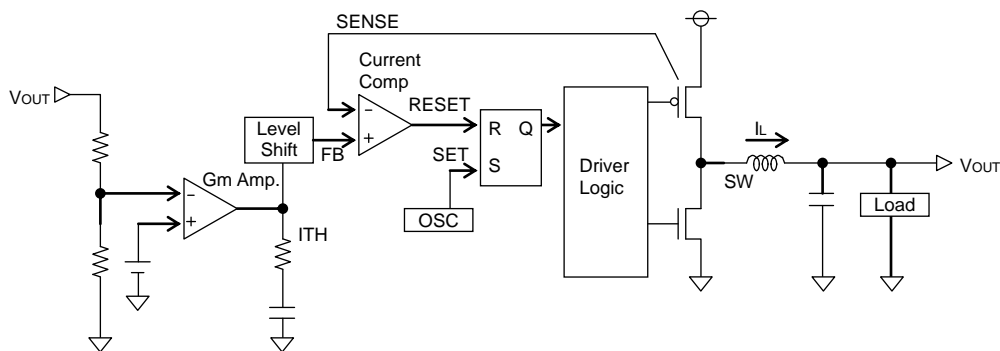 SENSE
Current
Comp
VOUT
RESET
Level
Shift
FB
R Q
S
SET
IL
Driver
Logic
SW
VOUT
Gm Amp.
OSC
Load
ITH
-
+
-
+